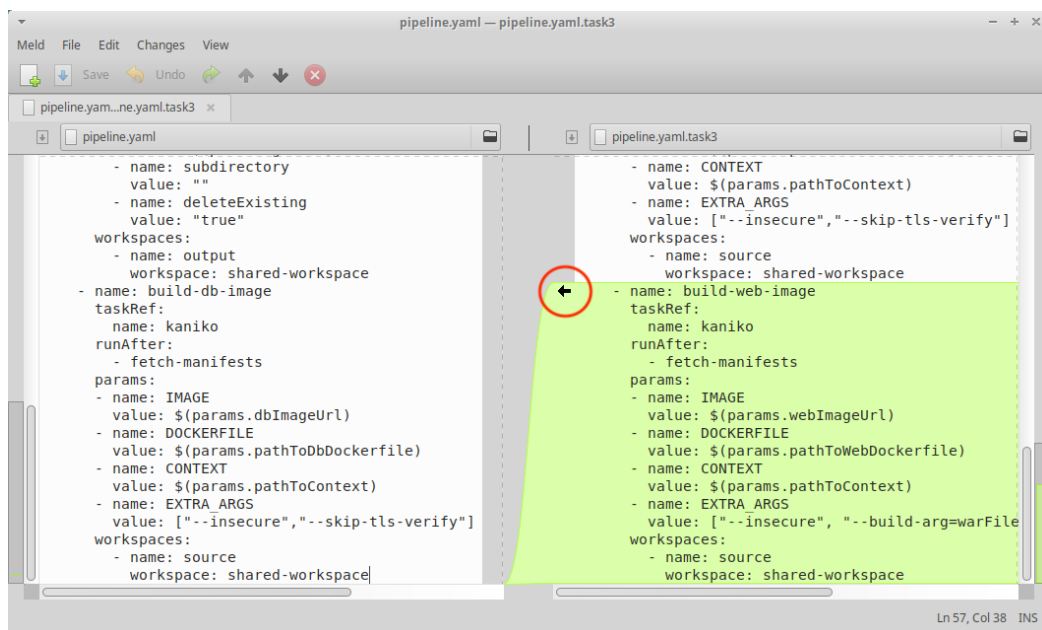 pipeline.yaml — pipeline.yaml.task3
Meld File Edit Changes View
Save Undo
pipeline.yam...ne.yaml.task3
pipeline.yaml
- name: subdirectory
value: ""
- name: deleteExisting
value: "true"
workspaces:
- name: output
workspace: shared-workspace
- name: build-db-image
taskRef:
name: kaniko
runAfter:
- fetch-manifests
params:
- name: IMAGE
value: $(params.dbImageUrl)
- name: DOCKERFILE
value: $(params.pathToDbDockerfile)
- name: CONTEXT
value: $(params.pathToContext)
- name: EXTRA_ARGS
value: ["--insecure","--skip-tls-verify"]
workspaces:
- name: source
workspace: shared-workspace
pipeline.yaml.task3
- name: CONTEXT
value: $(params.pathToContext)
- name: EXTRA_ARGS
value: ["--insecure","--skip-tls-verify"]
workspaces:
- name: source
workspace: shared-workspace
- name: build-web-image
taskRef:
name: kaniko
runAfter:
- fetch-manifests
params:
- name: IMAGE
value: $(params.webImageUrl)
- name: DOCKERFILE
value: $(params.pathToWebDockerfile)
- name: CONTEXT
value: $(params.pathToContext)
- name: EXTRA_ARGS
value: ["--insecure", "--build-arg=warFile
workspaces:
- name: source
workspace: shared-workspace
Ln 57, Col 38 INS